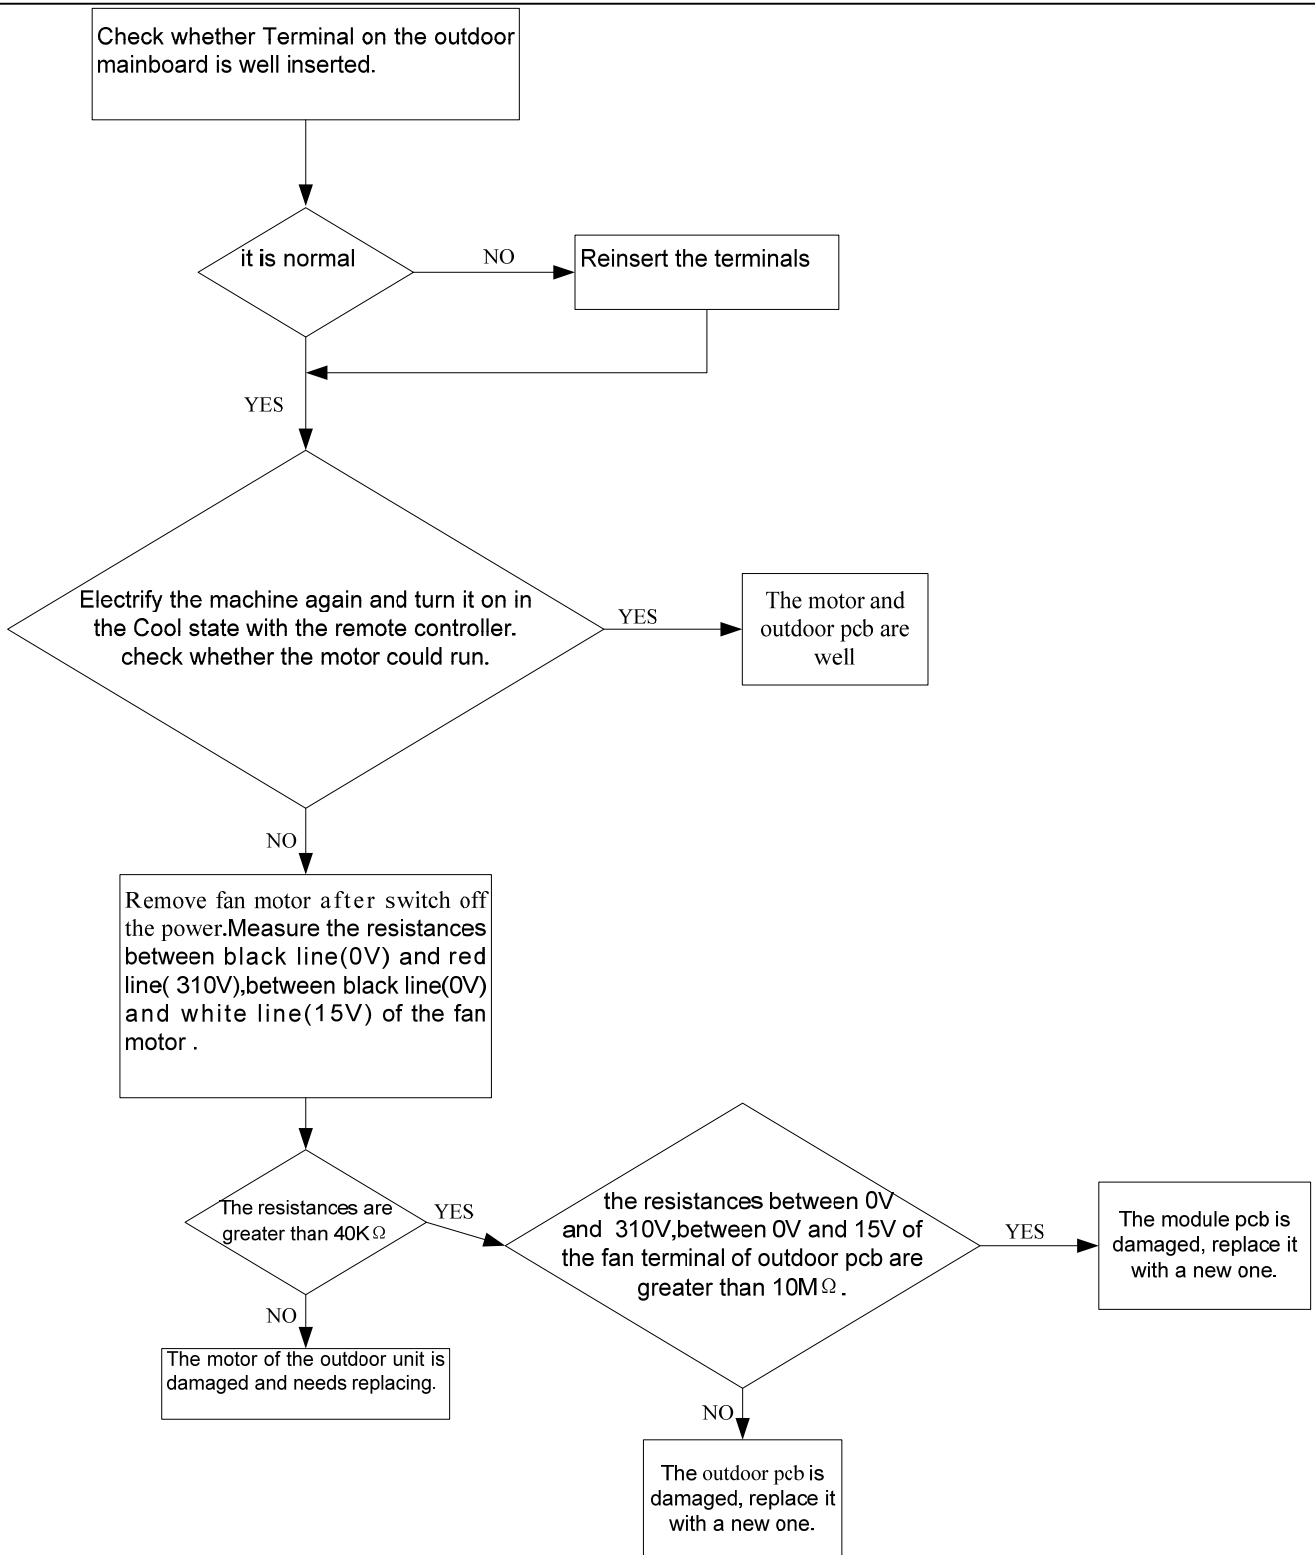 Check whether Terminal on the outdoor
mainboard is well inserted.
it is normal
NO
Reinsert the terminals
YES
Electrify the machine again and turn it on in
the Cool state with the remote controller.
check whether the motor could run.
YES
The motor and
outdoor pcb are
well
NO
Remove fan motor after switch off
the power.Measure the resistances
between black line(0V) and red
line( 310V),between black line(0V)
and white line(15V) of the fan
motor .
The resistances are
greater than 40KΩ
YES
the resistances between 0V
and 310V,between 0V and 15V of
the fan terminal of outdoor pcb are
greater than 10MΩ.
YES
The module pcb is
damaged, replace it
with a new one.
NO
The motor of the outdoor unit is
damaged and needs replacing.
NO
The outdoor pcb is
damaged, replace it
with a new one.